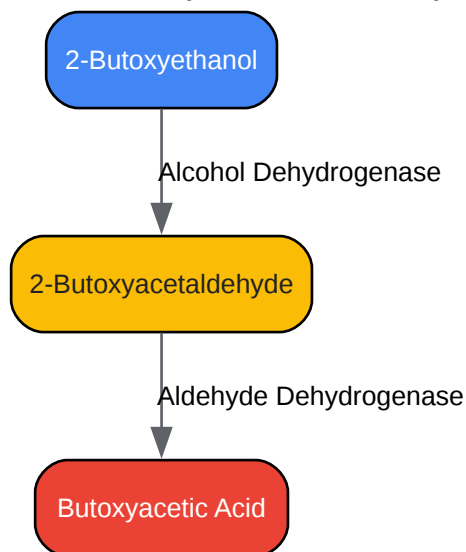 2-Butoxyethanol
Alcohol Dehydrogenase
2-Butoxyacetaldehyde
Aldehyde Dehydrogenase
Butoxyacetic Acid